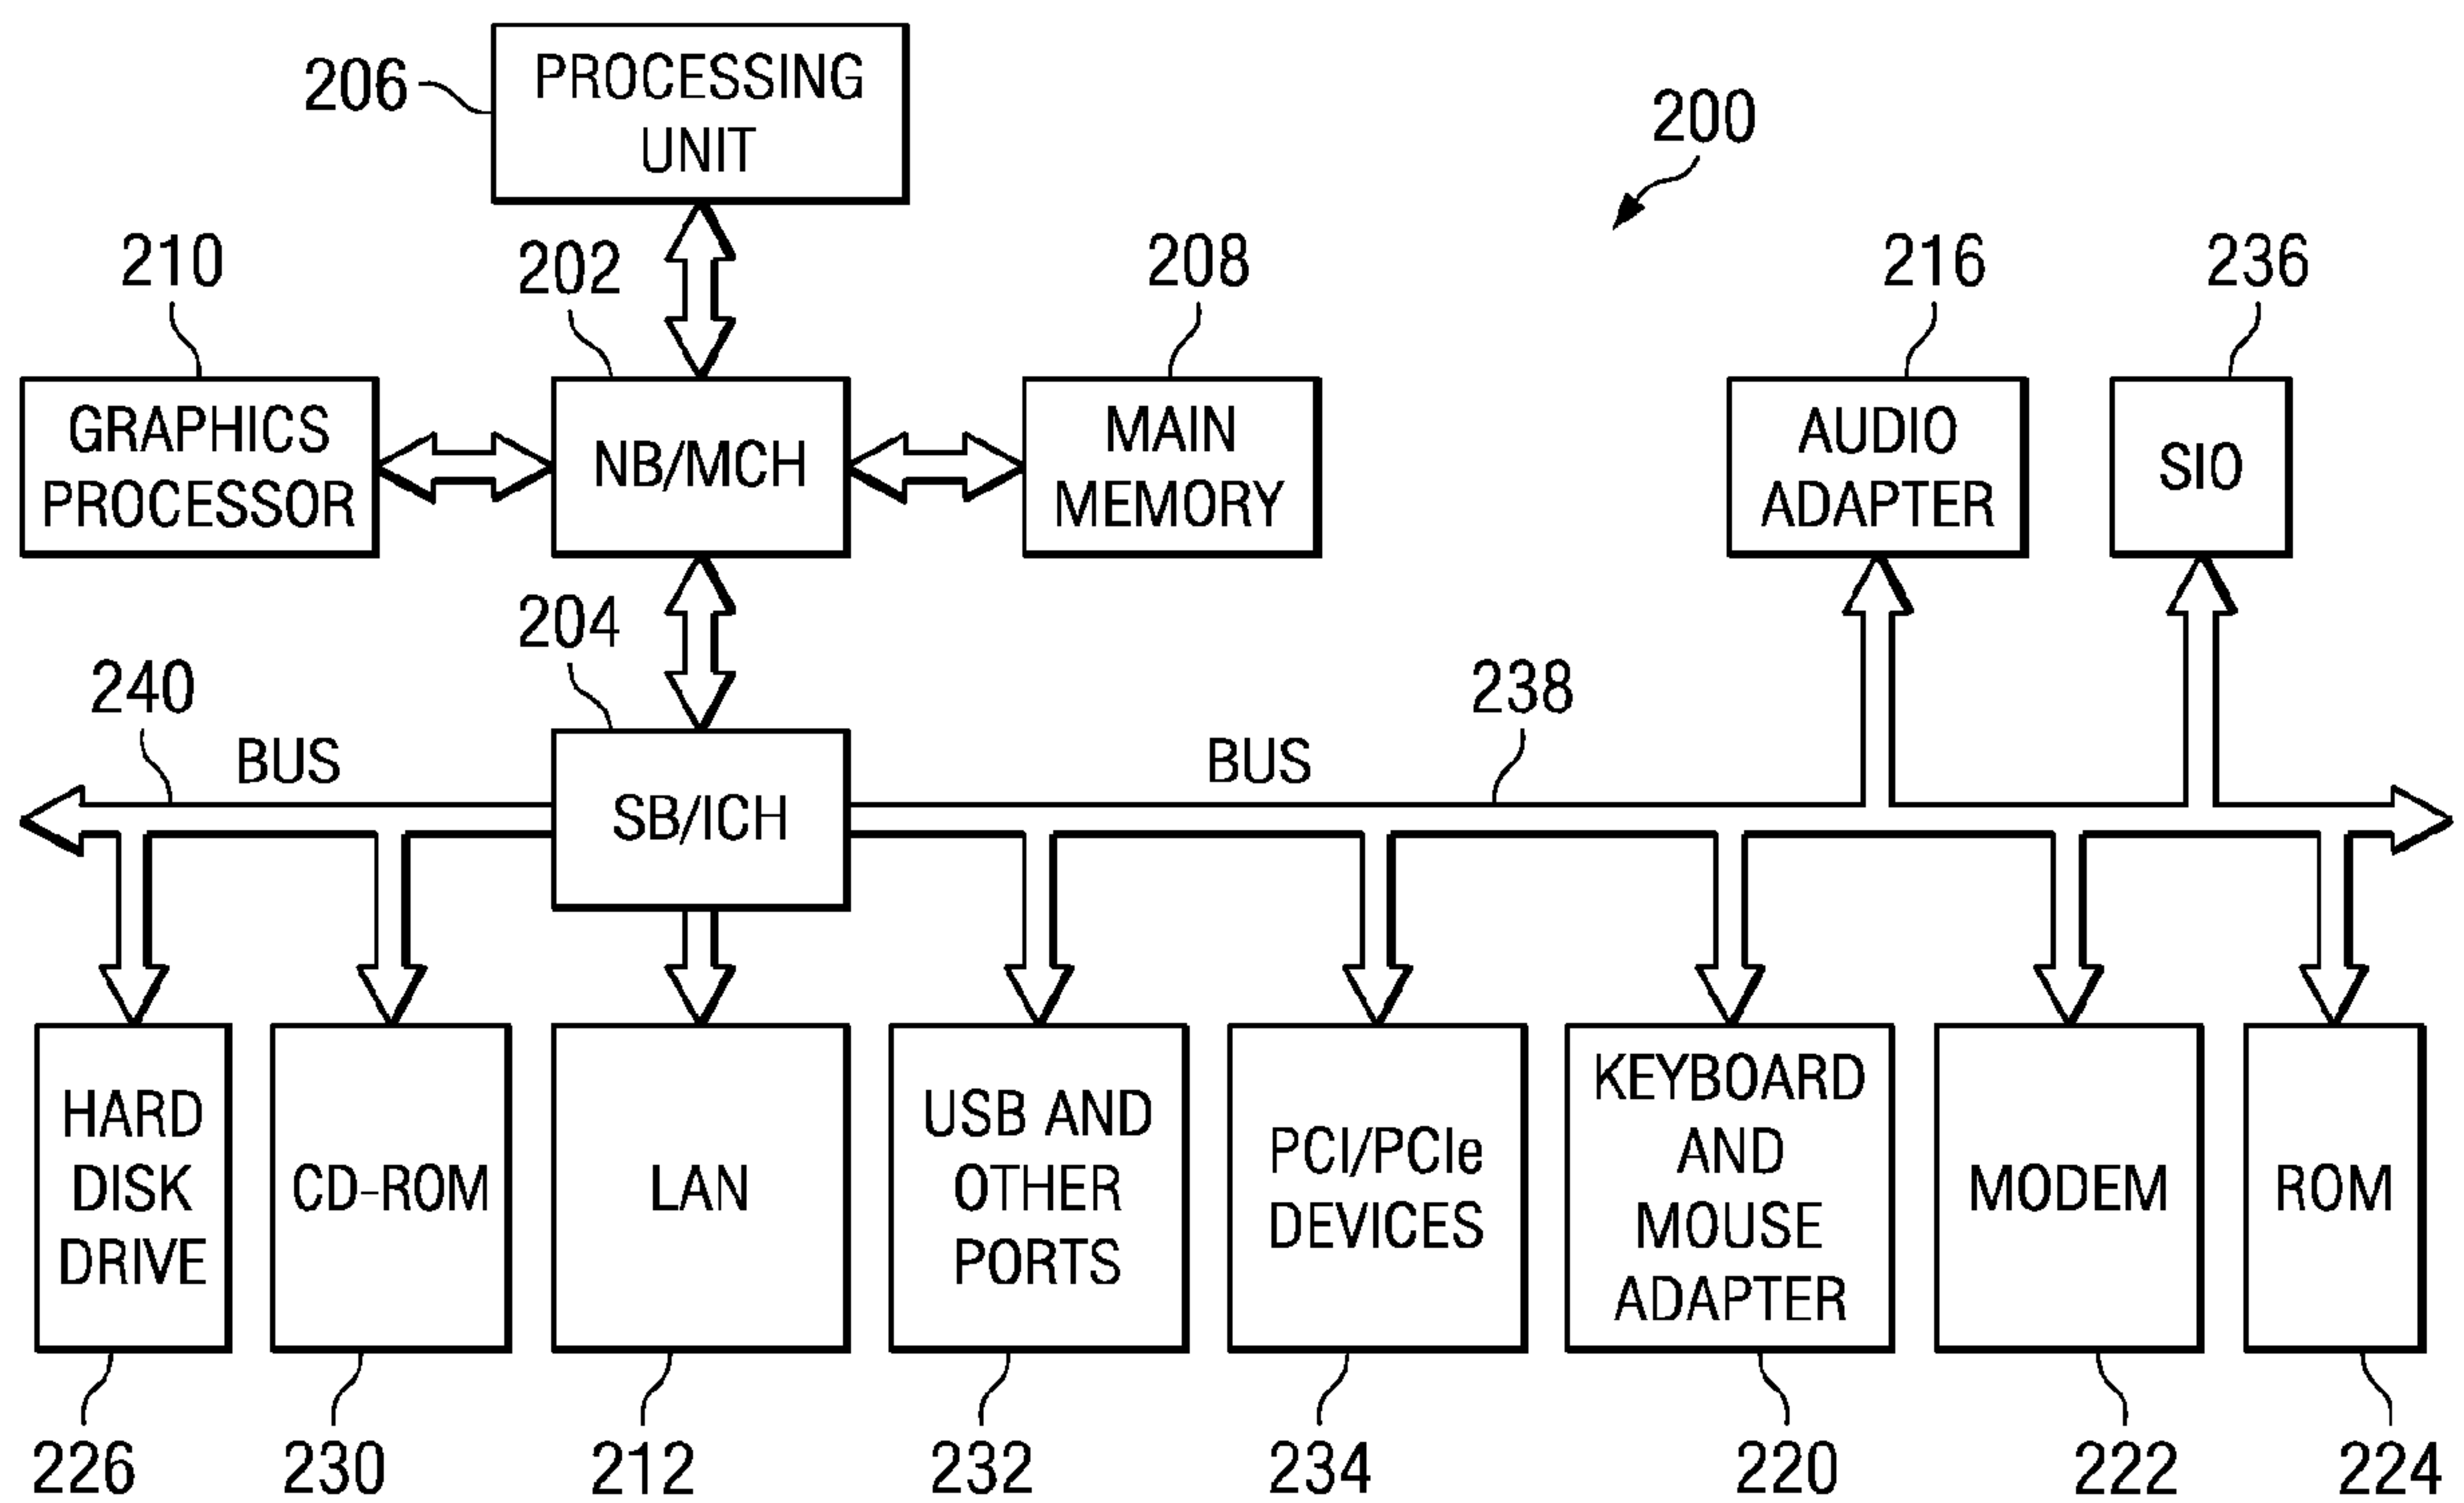 PROCESSING
UNIT
206
200
210
202
208
216
236
GRAPHICS
PROCESSOR
NB/MCH
MAIN
MEMORY
AUDIO
ADAPTER
SIO
204
240
238
BUS
BUS
SB/ICH
HARD
DISK
DRIVE
CD-ROM
LAN
USB AND
OTHER
PORTS
PCI/PCIe
DEVICES
KEYBOARD
AND
MOUSE
ADAPTER
MODEM
ROM
226
230
212
232
234
220
222
224